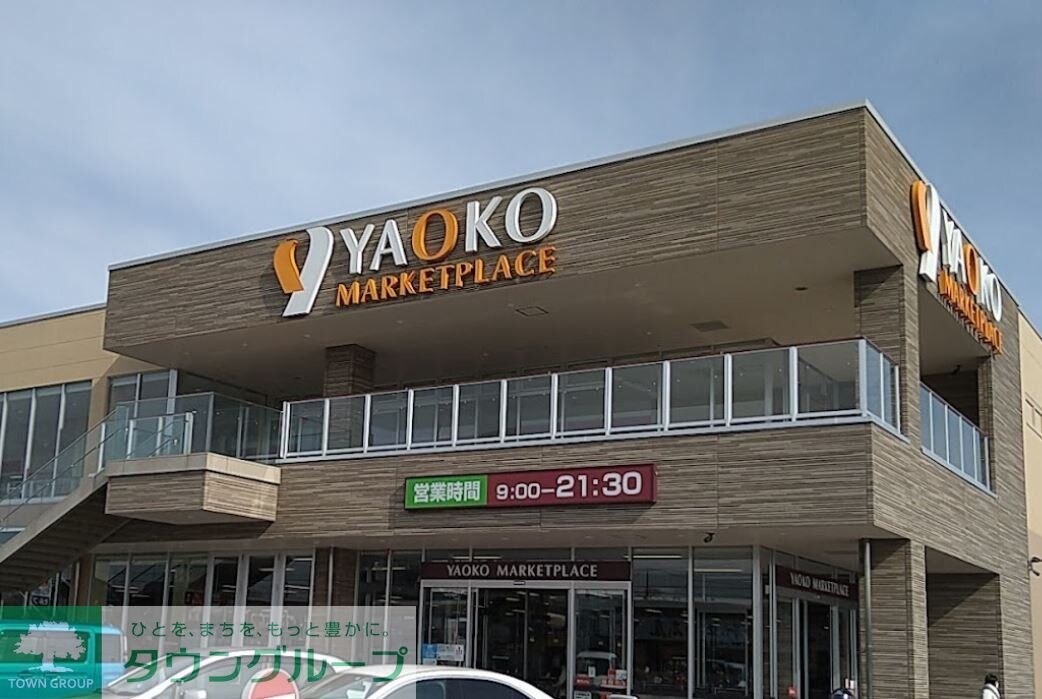 YAOKO
MARKETPLACE
YAOKO
MARKETPLACE
営業時間 9:00-21:30
YAOKO MARKETPLACE
YAOKO MARKETPLACE
ひとを、まちを、もっと豊かに。
タウングループ
TOWN GROUP